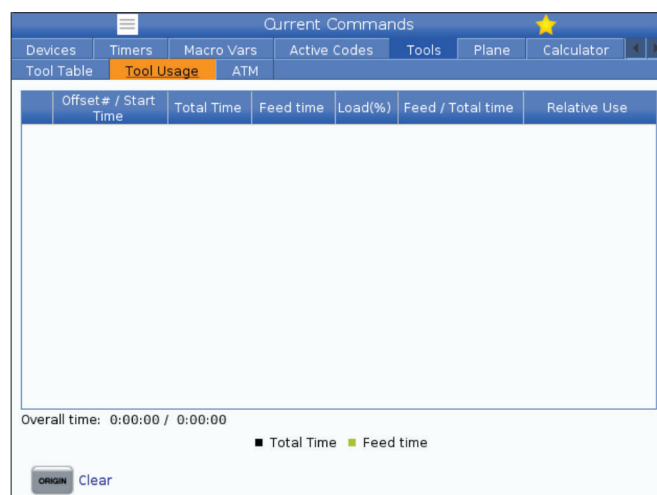 Current Commands
Devices Timers Macro Vars Active Codes Tools Plane Calculator
Tool Table Tool Usage ATM
Offset# / Start Time Total Time Feed time Load(%) Feed / Total time Relative Use
Overall time: 0:00:00 / 0:00:00
Total Time Feed time
ORIGIN Clear